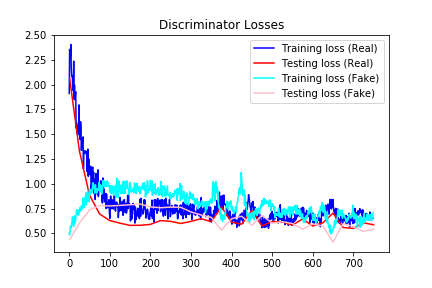 Discriminator Losses
2.50
2.25
2.00
1.75
1.50
1.25
1.00
0.75
0.50
Training loss (Real)
Testing loss (Real)
Training loss (Fake)
Testing loss (Fake)
0 100 200 300 400 500 600 700